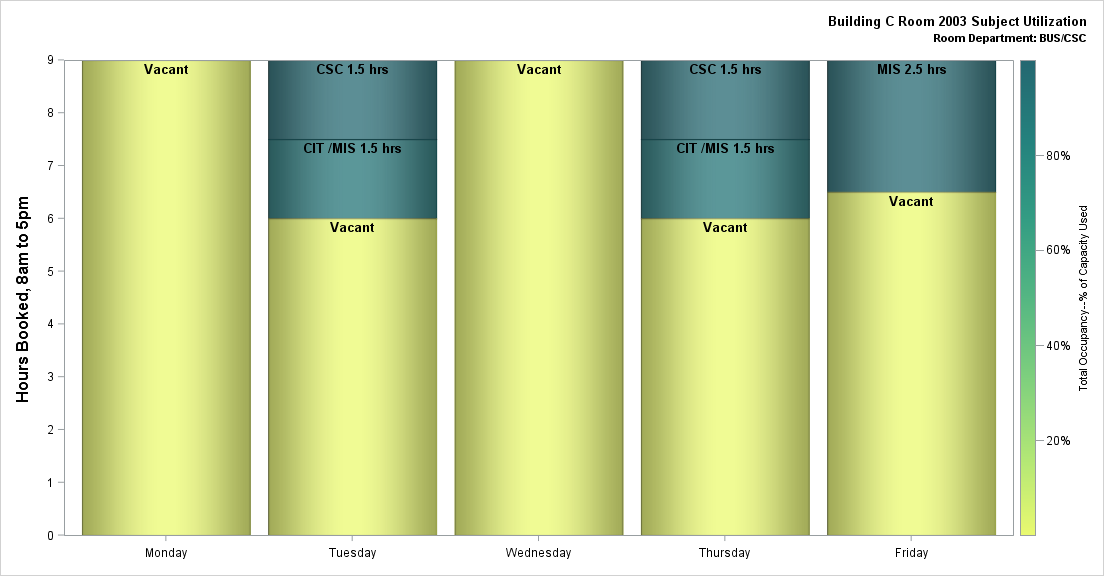 Building C Room 2003 Subject Utilization
Room Department: BUS/CSC
Hours Booked, 8am to 5pm
9
8
7
6
5
4
3
2
1
0
Vacant
CSC 1.5 hrs
CIT /MIS 1.5 hrs
Vacant
Vacant
CSC 1.5 hrs
CIT /MIS 1.5 hrs
Vacant
MIS 2.5 hrs
Vacant
Monday
Tuesday
Wednesday
Thursday
Friday
80%
60%
40%
20%
Total Occupancy--% of Capacity Used